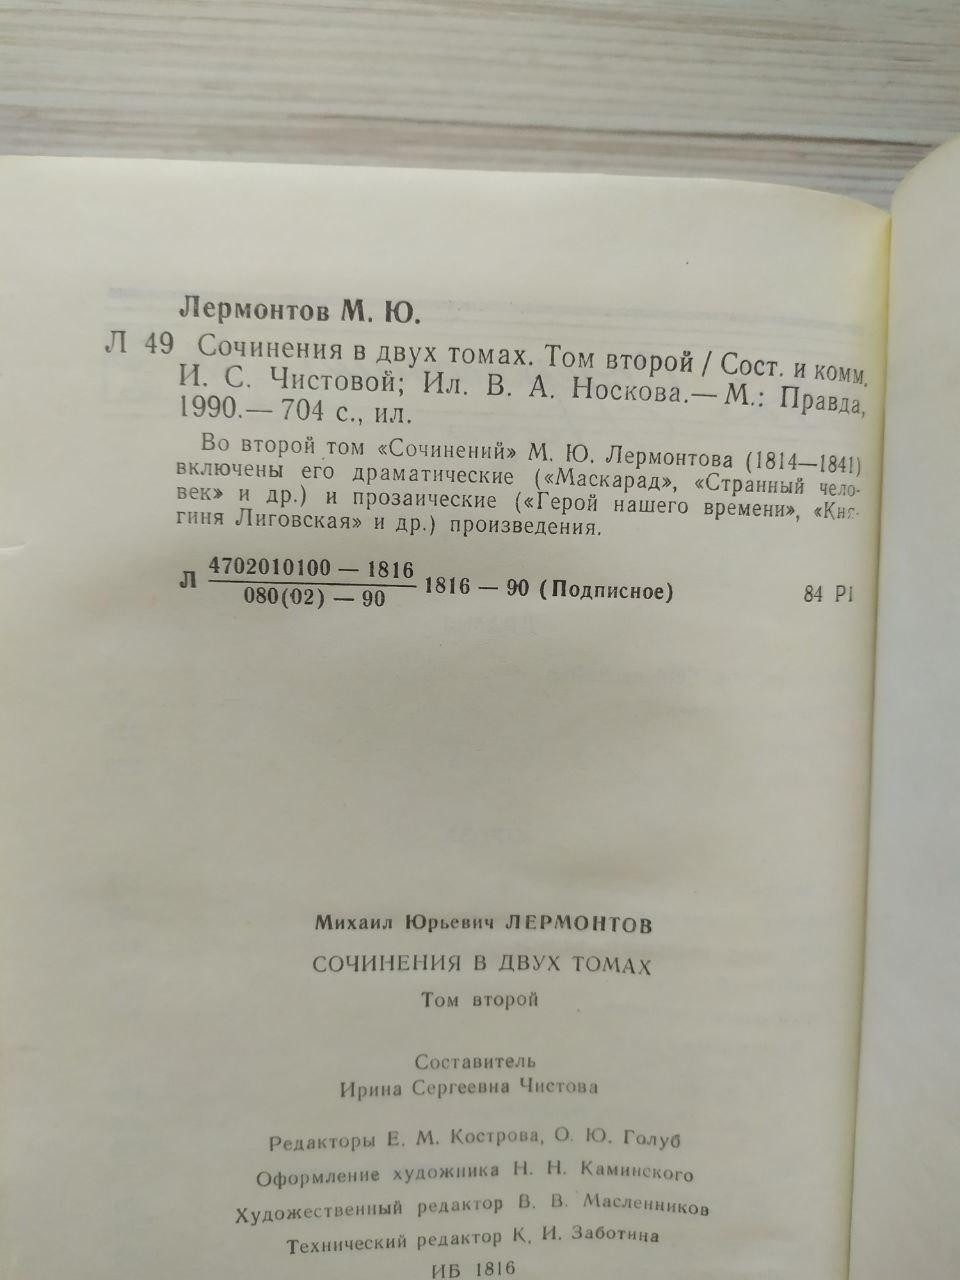 Лермонтов М. Ю.
Л 49 Сочинения в двух томах. Том второй / Сост. и комм.
И. С. Чистовой; Ил. В. А. Носкова.— М.: Правда,
1990.— 704 с., ил.
Во второй том «Сочинений» М. Ю. Лермонтова (1814—1841)
включены его драматические («Маскарад», «Странный чело-
век» и др.) и прозаические («Герой нашего времени», «Кня-
гиня Лиговская» и др.) произведения.
Л 4702010100 — 1816
080(02) — 90 1816 — 90 (Подписное) 84 Р1
Михаил Юрьевич ЛЕРМОНТОВ
СОЧИНЕНИЯ В ДВУХ ТОМАХ
Том второй
Составитель
Ирина Сергеевна Чистова
Редакторы Е. М. Кострова, О. Ю. Голуб
Оформление художника Н. Н. Каминского
Художественный редактор В. В. Масленников
Технический редактор К. И. Заботина
ИБ 1816